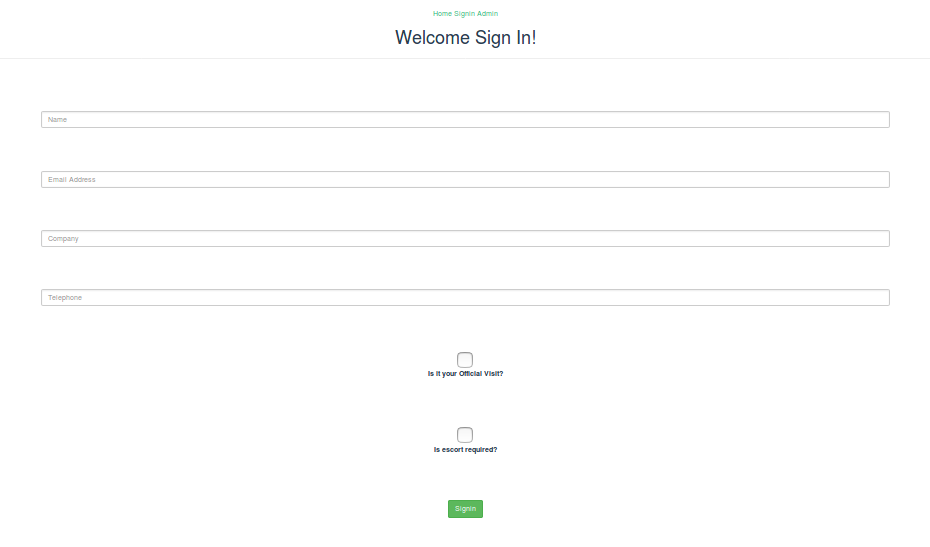 Home Signin Admin
Welcome Sign In!
Name
Email Address
Company
Telephone
Is it your Official Visit?
Is escort required?
Signin